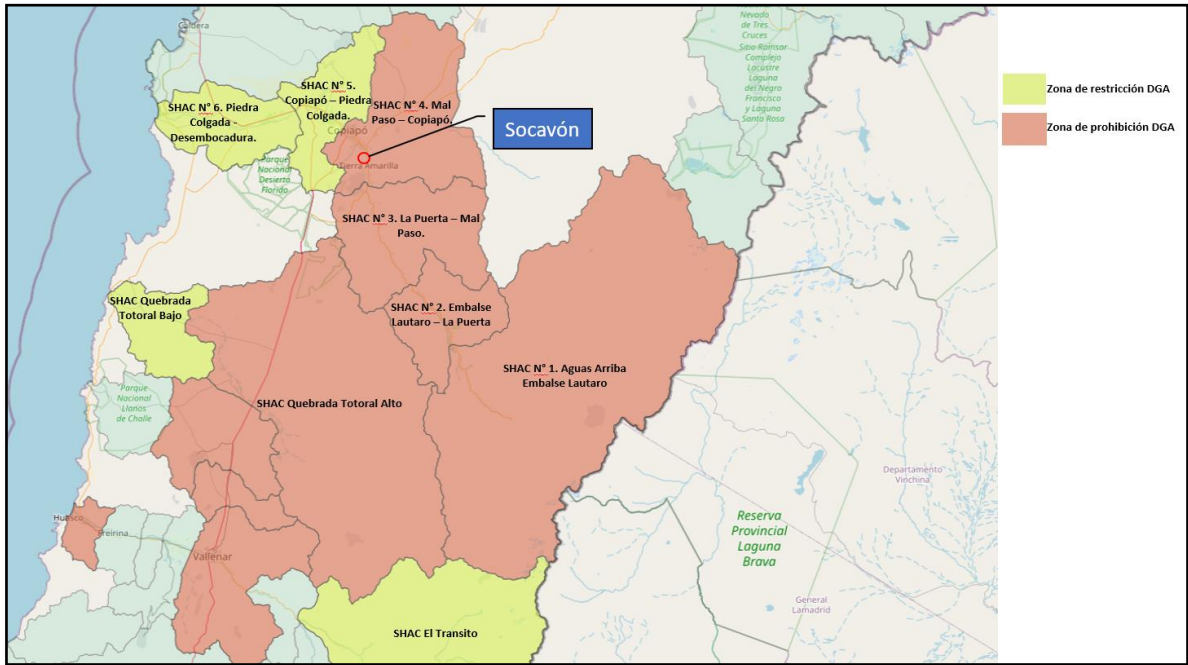 Caldera
Nevado
de Tres
Cruces
Sitio Ramsar
Complejo
Lacustre
Laguna
del Negro
Francisco
y Laguna
Santa Rosa
SHAC N° 5.
Copiapó – Piedra
Colgada.
SHAC N° 6. Piedra
Colgada -
Desembocadura.
SHAC N° 4. Mal
Paso – Copiapó.
Copiapó
Socavón
Tierra Amarilla
Parque
Nacional
Desierto
Florido
SHAC N° 3. La Puerta – Mal
Paso.
SHAC Quebrada
Totoral Bajo
SHAC N° 2. Embalse
Lautaro – La Puerta
SHAC N° 1. Aguas Arriba
Embalse Lautaro
Parque
Nacional
Llanos
de Challe
SHAC Quebrada Totoral Alto
Departamento
Vinchina
Huasco
Freirina
Vallenar
Reserva
Provincial
Laguna
Brava
General
Lamadrid
SHAC El Transito
Zona de restricción DGA
Zona de prohibición DGA